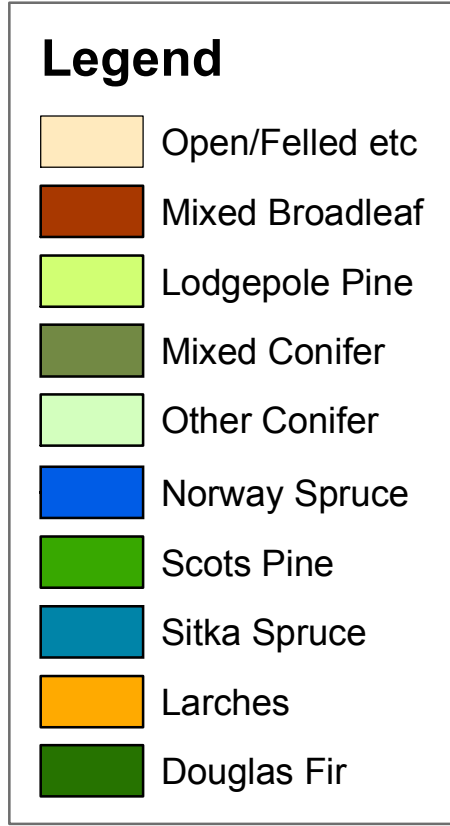 Legend
Open/Felled etc
Mixed Broadleaf
Lodgepole Pine
Mixed Conifer
Other Conifer
Norway Spruce
Scots Pine
Sitka Spruce
Larches
Douglas Fir